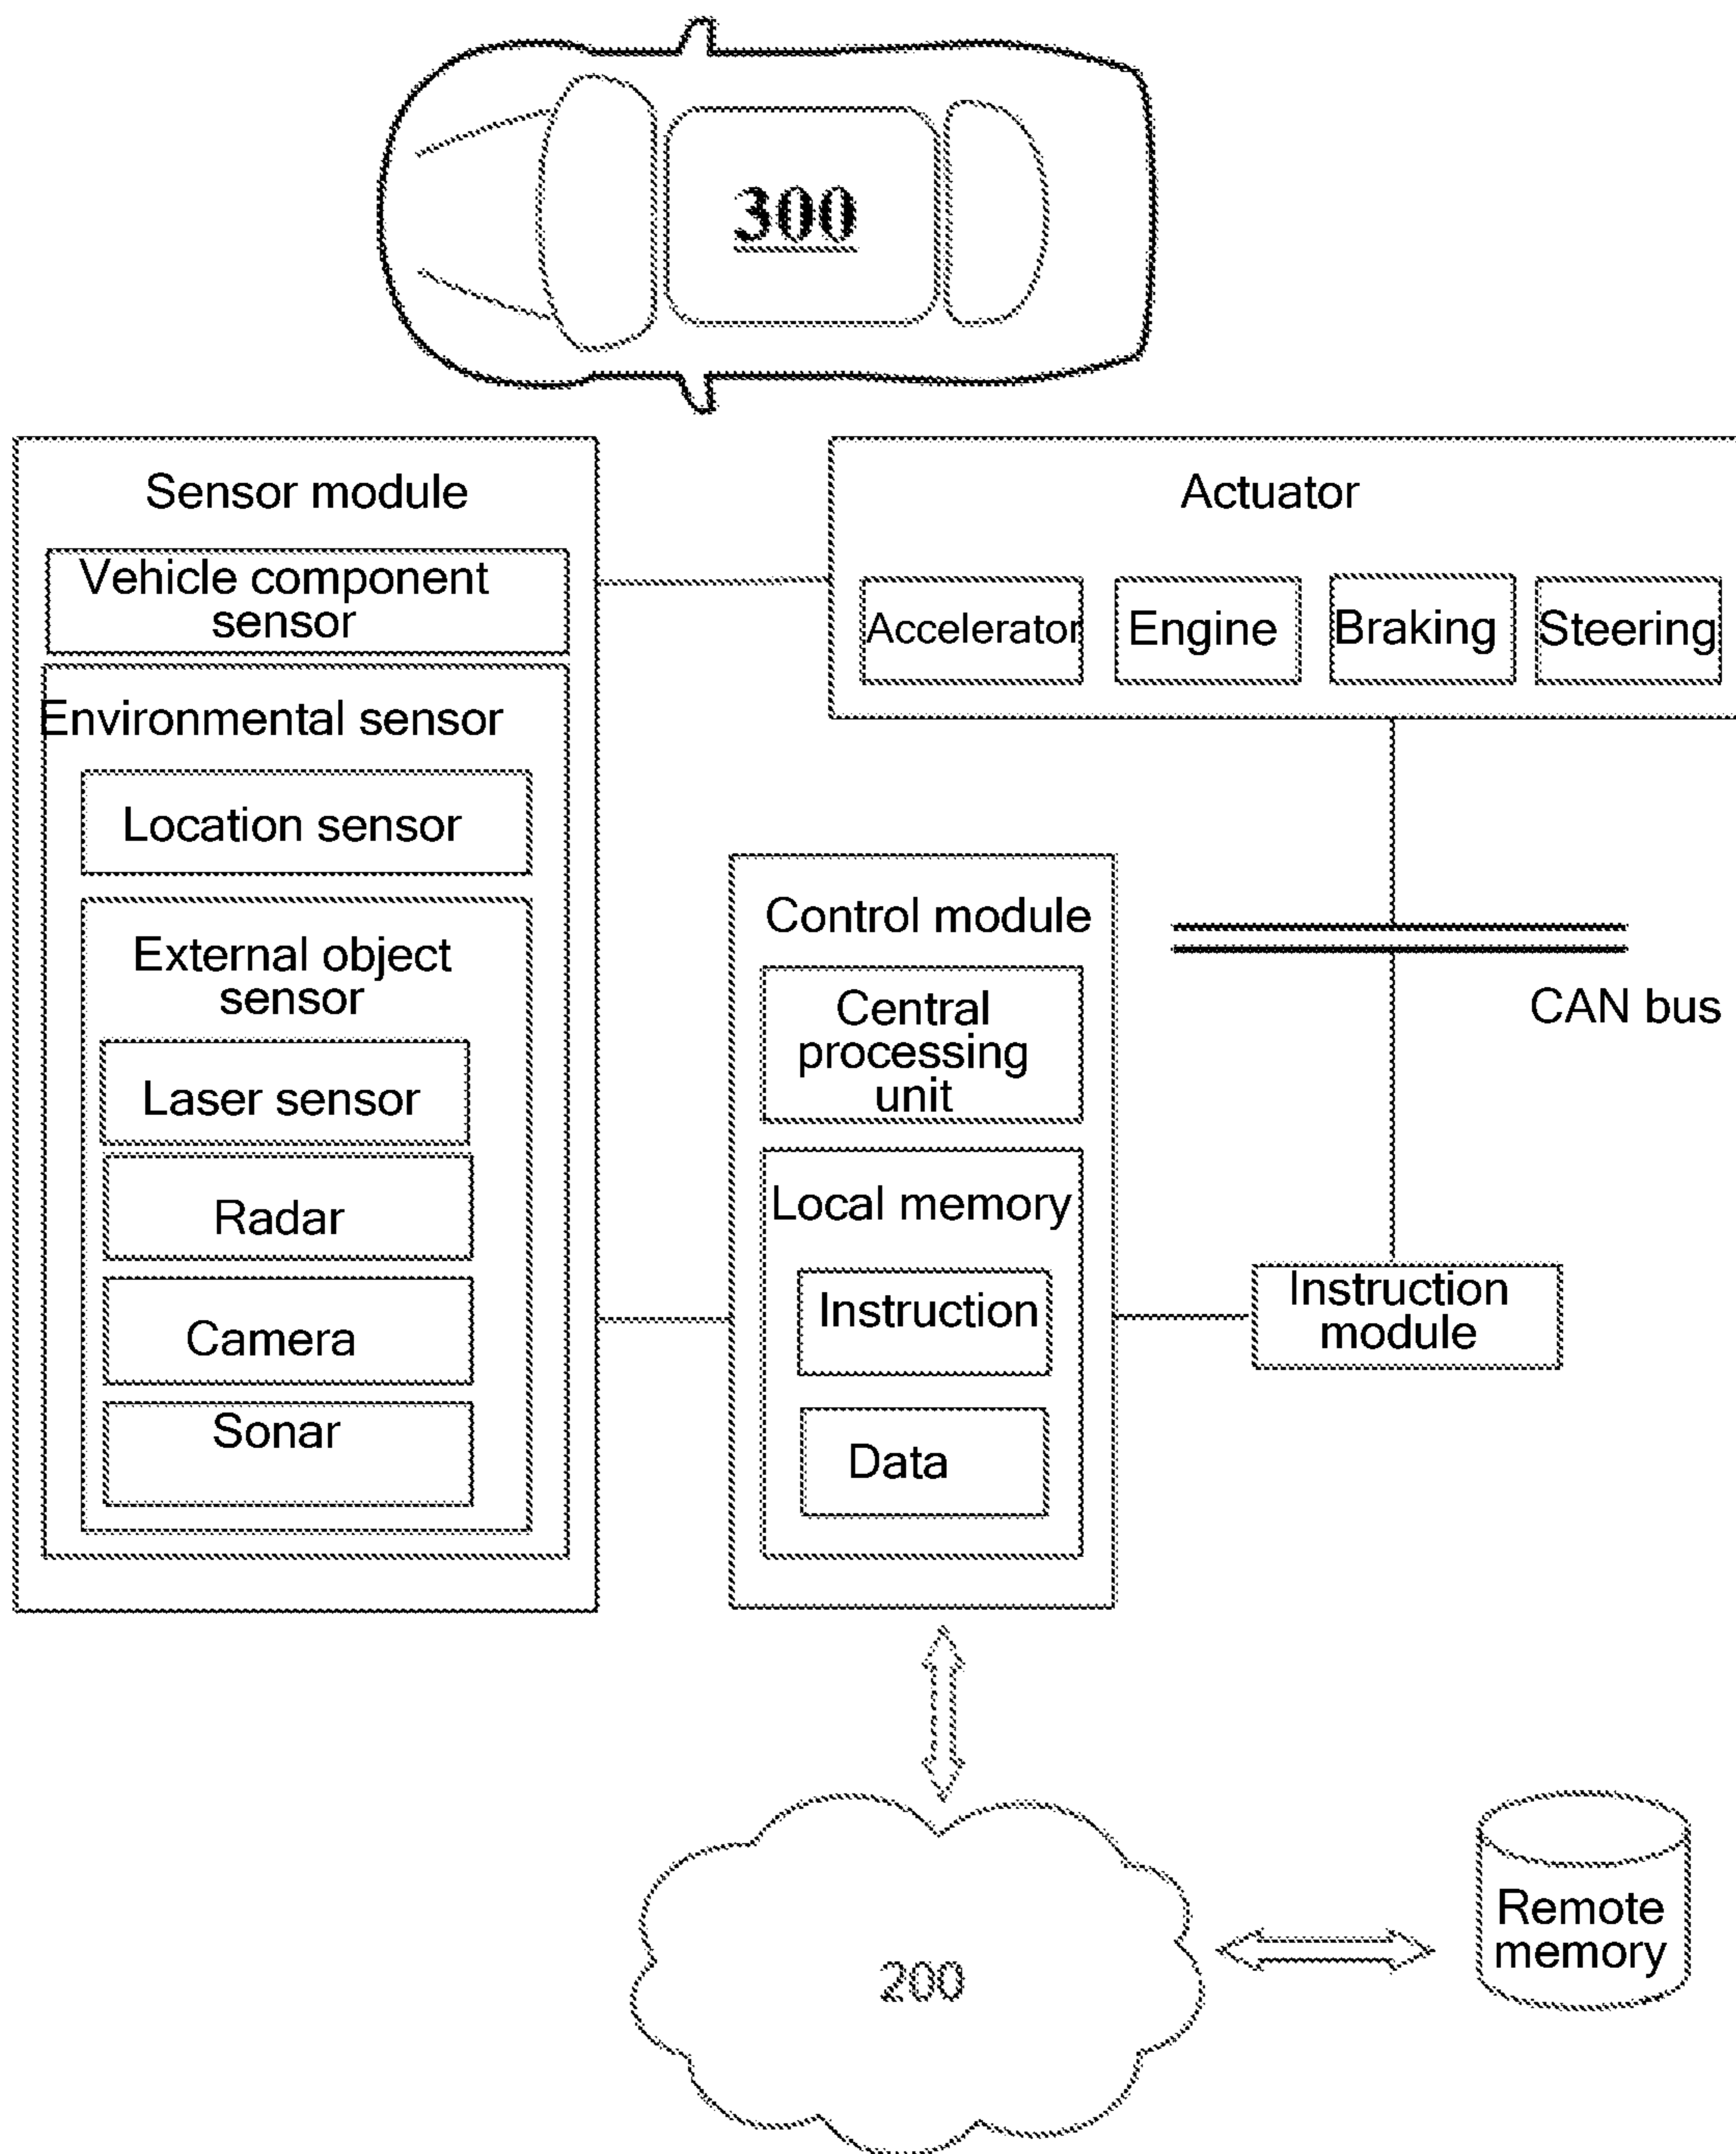 300
Sensor module
Vehicle component
sensor
Environmental sensor
Location sensor
External object
sensor
Laser sensor
Radar
Camera
Sonar
Actuator
Accelerator
Engine
Braking
Steering
Control module
Central
processing
unit
Local memory
Instruction
Data
CAN bus
Instruction
module
200
Remote
memory